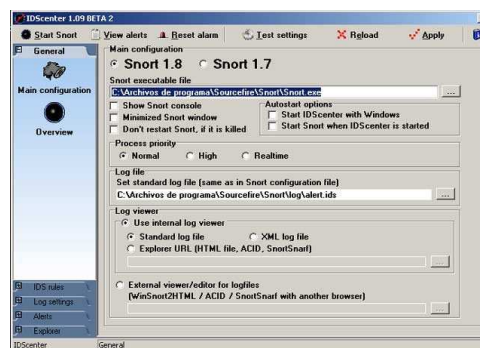 IDScenter 1.09 BETA 2
Start Snort View alerts Reset alarm Test settings Reload Apply
General
Main configuration
Overview
IDS rules
Log settings
Alerts
Explorer
Main configuration
Snort 1.8 Snort 1.7
Snort executable file
C:\Archivos de programa\Sourcefire\Snort\Snort.exe
...
Show Snort console
Minimized Snort window
Don't restart Snort, if it is killed
Autostart options
Start IDScenter with Windows
Start Snort when IDScenter is started
Process priority
Normal High Realtime
Log file
Set standard log file (same as in Snort configuration file)
C:\Archivos de programa\Sourcefire\Snort\log\alert.ids
...
Log viewer
Use internal log viewer
Standard log file XML log file
Explorer URL (HTML file, ACID, SnortSnarf)
...
External viewer/editor for logfiles
(WinSnort2HTML / ACID / SnortSnarf with another browser)
...
IDScenter General